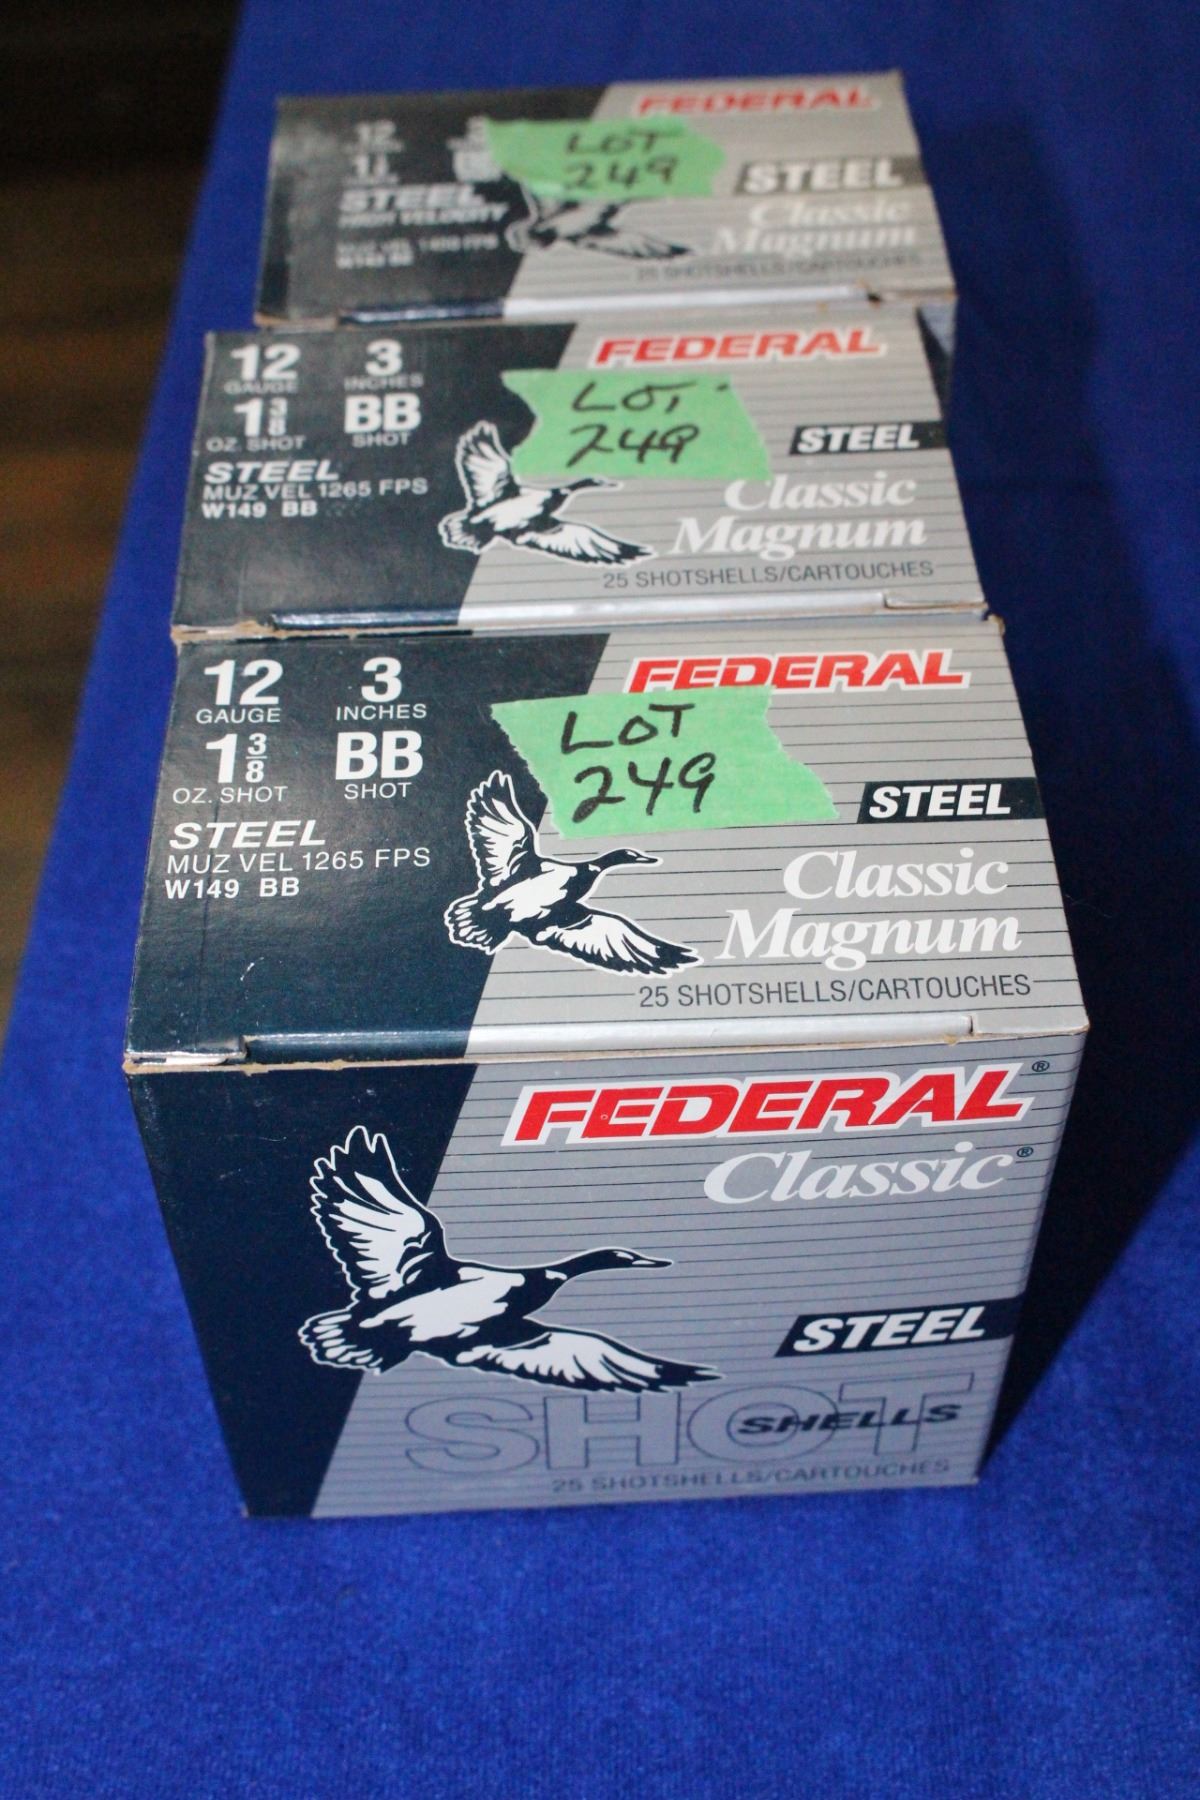 FEDERAL
12 3
LOT
249
STEEL
STEEL
HIGH VELOCITY
Classic
Magnum
25 SHOTSHELLS/CARTOUCHES
12 3
GAUGE INCHES
1 3/8 BB
OZ. SHOT SHOT
STEEL
MUZ VEL 1265 FPS
W149 BB
FEDERAL
LOT
249
STEEL
Classic
Magnum
25 SHOTSHELLS/CARTOUCHES
12 3
GAUGE INCHES
1 3/8 BB
OZ. SHOT SHOT
STEEL
MUZ VEL 1265 FPS
W149 BB
FEDERAL
LOT
249
STEEL
Classic
Magnum
25 SHOTSHELLS/CARTOUCHES
FEDERAL®
Classic®
STEEL
SHOT
SHELLS
25 SHOTSHELLS/CARTOUCHES